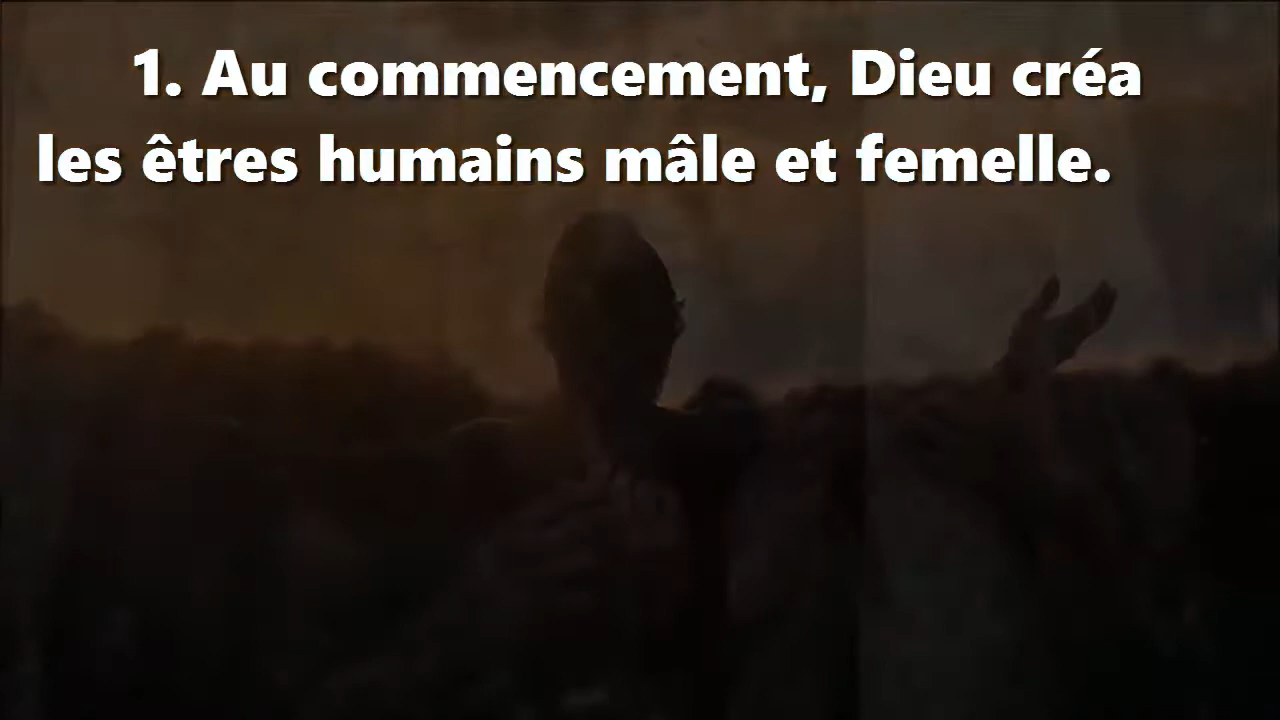 1. Au commencement, Dieu créa
les êtres humains mâle et femelle.